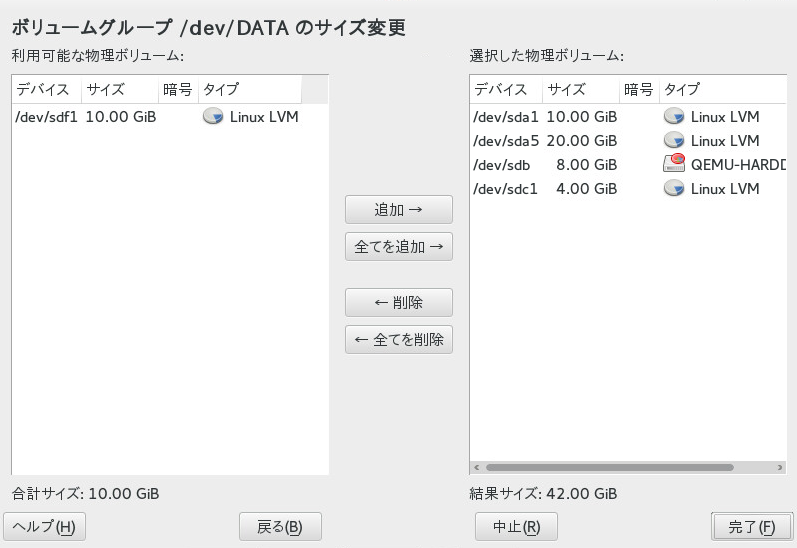 ボリュームグループ /dev/DATA のサイズ変更
利用可能な物理ボリューム:
デバイス サイズ 暗号 タイプ
/dev/sdf1 10.00 GiB Linux LVM
合計サイズ: 10.00 GiB
追加 →
全てを追加 →
← 削除
← 全てを削除
選択した物理ボリューム:
デバイス サイズ 暗号 タイプ
/dev/sda1 10.00 GiB Linux LVM
/dev/sda5 20.00 GiB Linux LVM
/dev/sdb 8.00 GiB QEMU-HARDD
/dev/sdc1 4.00 GiB Linux LVM
結果サイズ: 42.00 GiB
ヘルプ(H) 戻る(B) 中止(R) 完了(F)